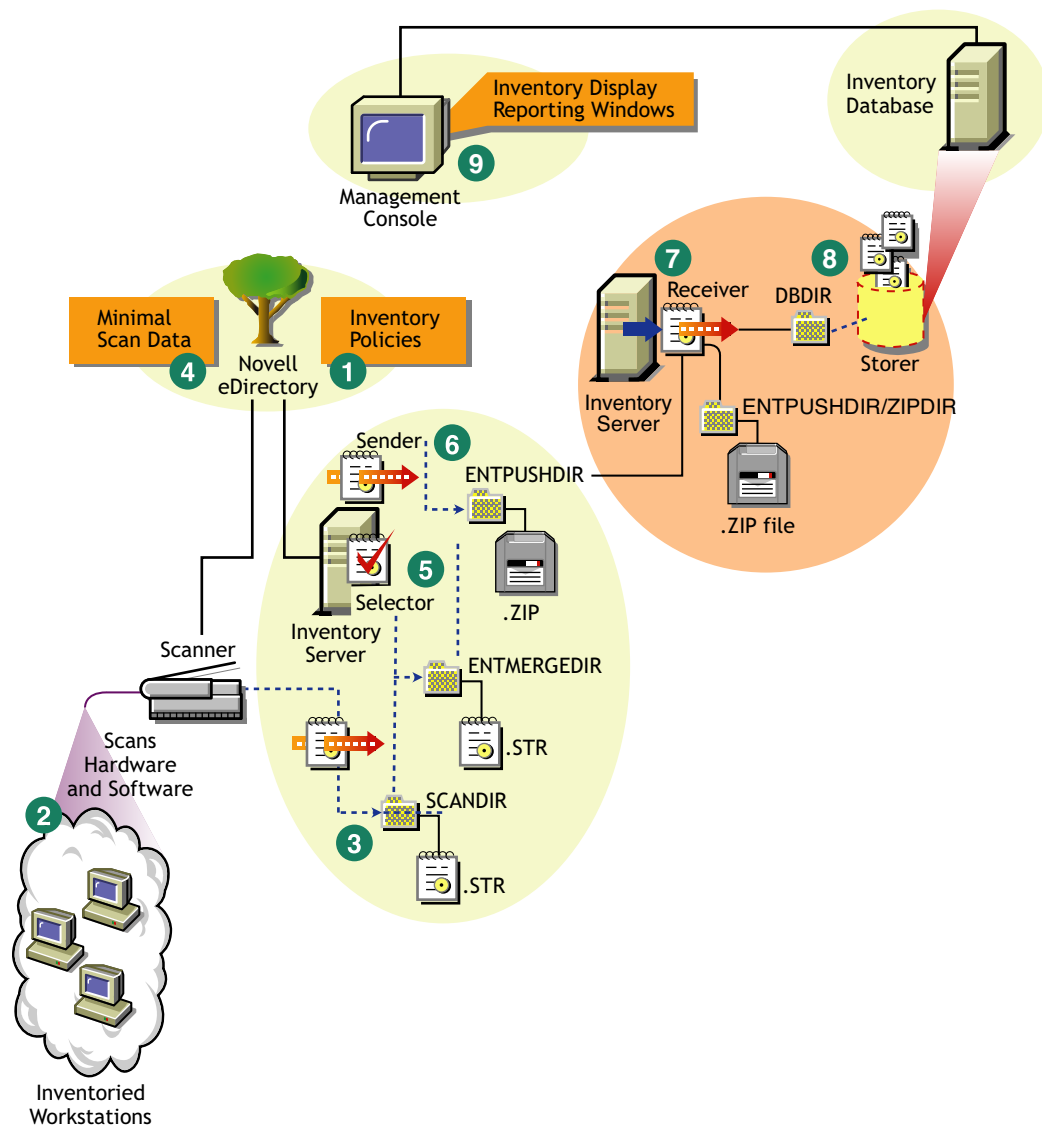 Inventory Display
Reporting Windows
Inventory
Database
9
Management
Console
7
Receiver
8
DBDIR
Storer
Inventory
Server
ENTPUSHDIR/ZIPDIR
.ZIP file
Minimal
Scan Data
4
Inventory
Policies
1
Novell
eDirectory
Sender
6
ENTPUSHDIR
.ZIP
5
Selector
Inventory
Server
ENTMERGEDIR
.STR
Scanner
Scans
Hardware
and Software
SCANDIR
3
.STR
2
Inventoried
Workstations